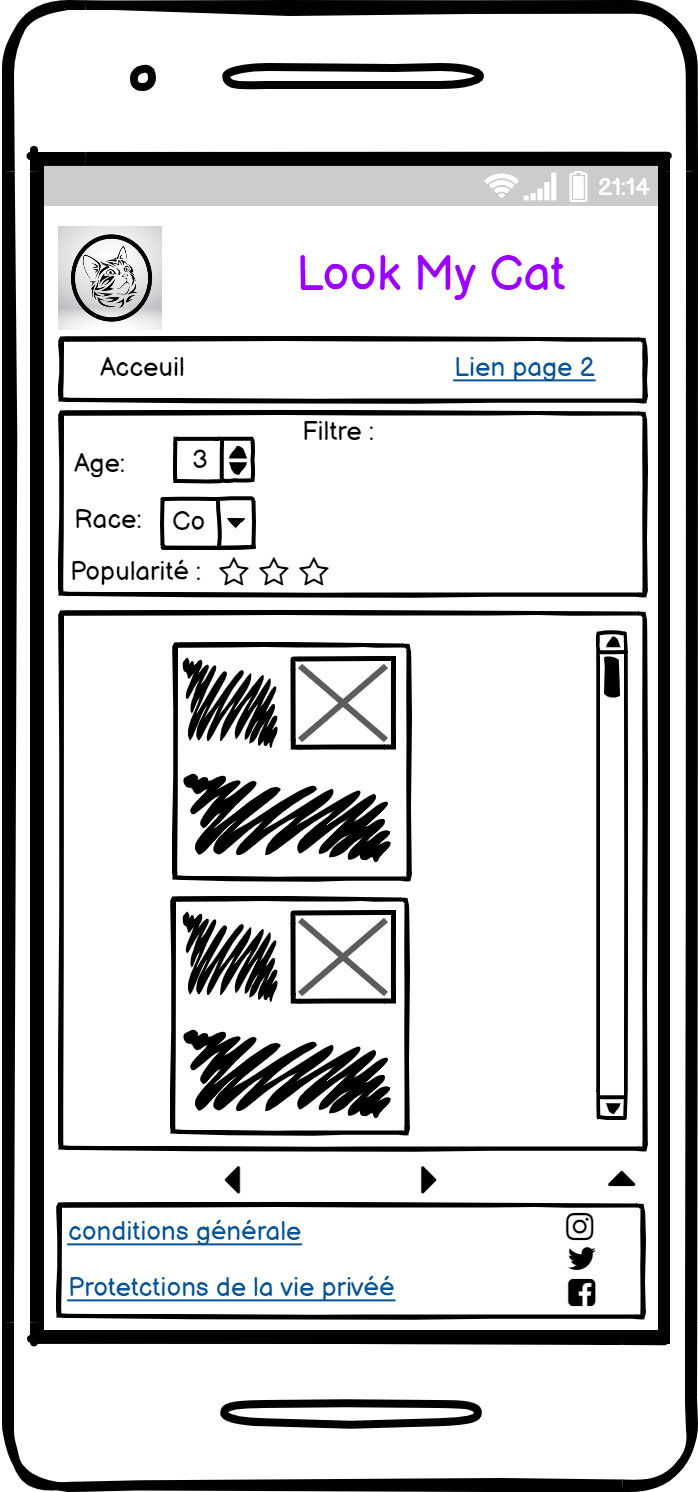 21:14
Look My Cat
Acceuil
Lien page 2
Filtre :
Age:
3
Race:
Co
Popularité :
conditions générale
Protetctions de la vie privéé